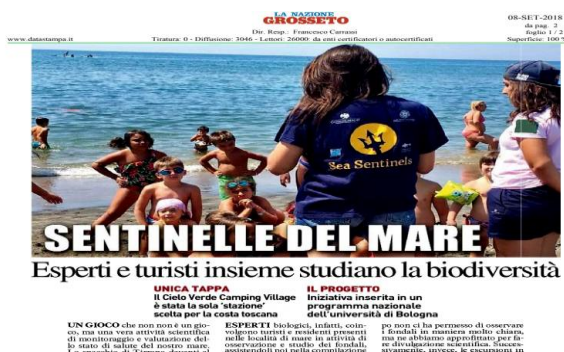 LA NAZIONE
GROSSETO
08-SET-2018
da pag. 2
foglio 1 / 2
Dir. Resp.: Francesco Carrassi
www.datastampa.it
Tiratura: 0 - Diffusione: 3046 - Lettori: 26000: da enti certificatori o autocertificati
Superficie: 100 %
Sea Sentinels
SENTINELLE DEL MARE
Esperti e turisti insieme studiano la biodiversità
UNICA TAPPA
Il Cielo Verde Camping Village
è stata la sola 'stazione'
scelta per la costa toscana
IL PROGETTO
Iniziativa inserita in un
programma nazionale
dell'università di Bologna
UN GIOCO che non non è un gio-
co, ma una vera attività scientifica
di monitoraggio e valutazione del-
lo stato di salute del nostro mare.
ESPERTI biologici, infatti, coin-
volgono turisti e residenti presenti
nelle località di mare in attività di
osservazione e studio dei fondali,
assistendoli poi nella compilazione
po non ci ha permesso di osservare
i fondali in maniera molto chiara,
ma ne abbiamo approfittato per fa-
re divulgazione scientifica. Succes-
sivamente, invece, le escursioni in